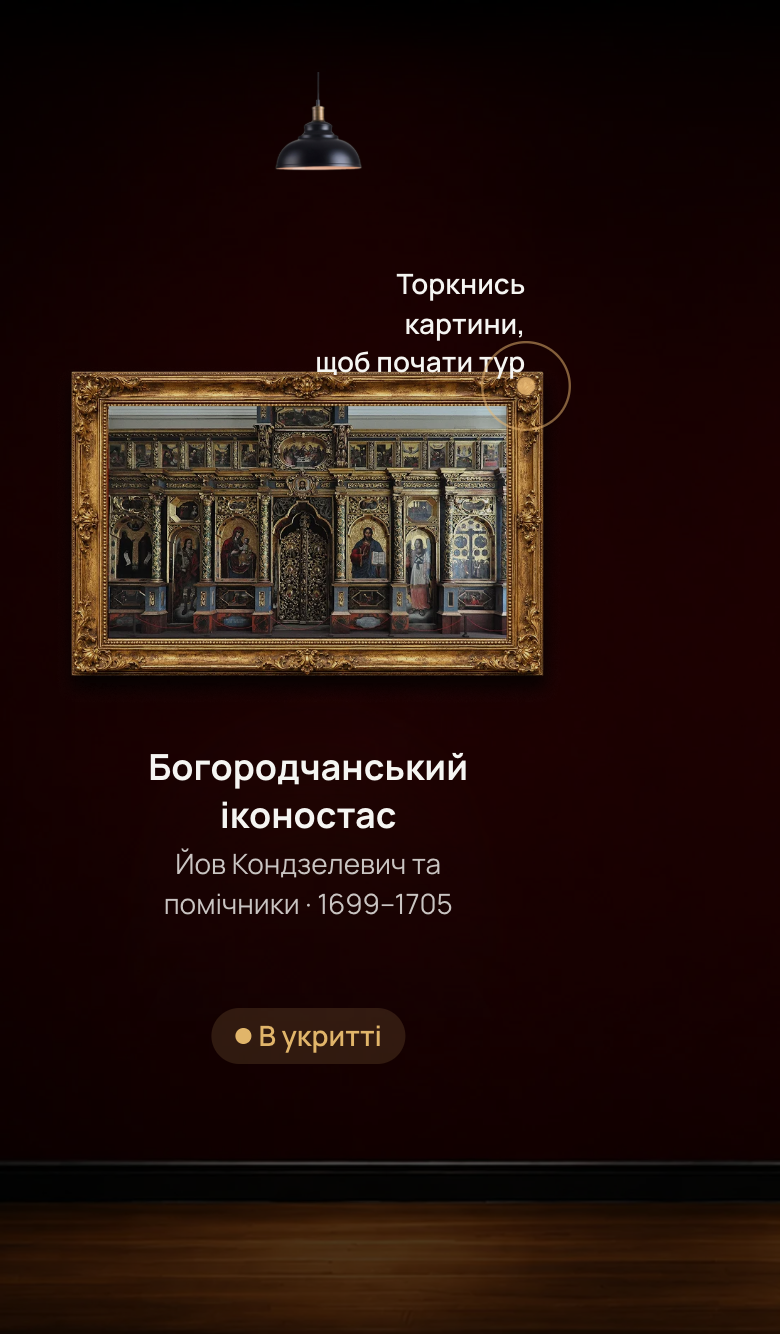 Торкнись
картини,
щоб почати тур
Богородчанський
іконостас
Йов Кондзелевич та
помічники · 1699–1705
В укритті